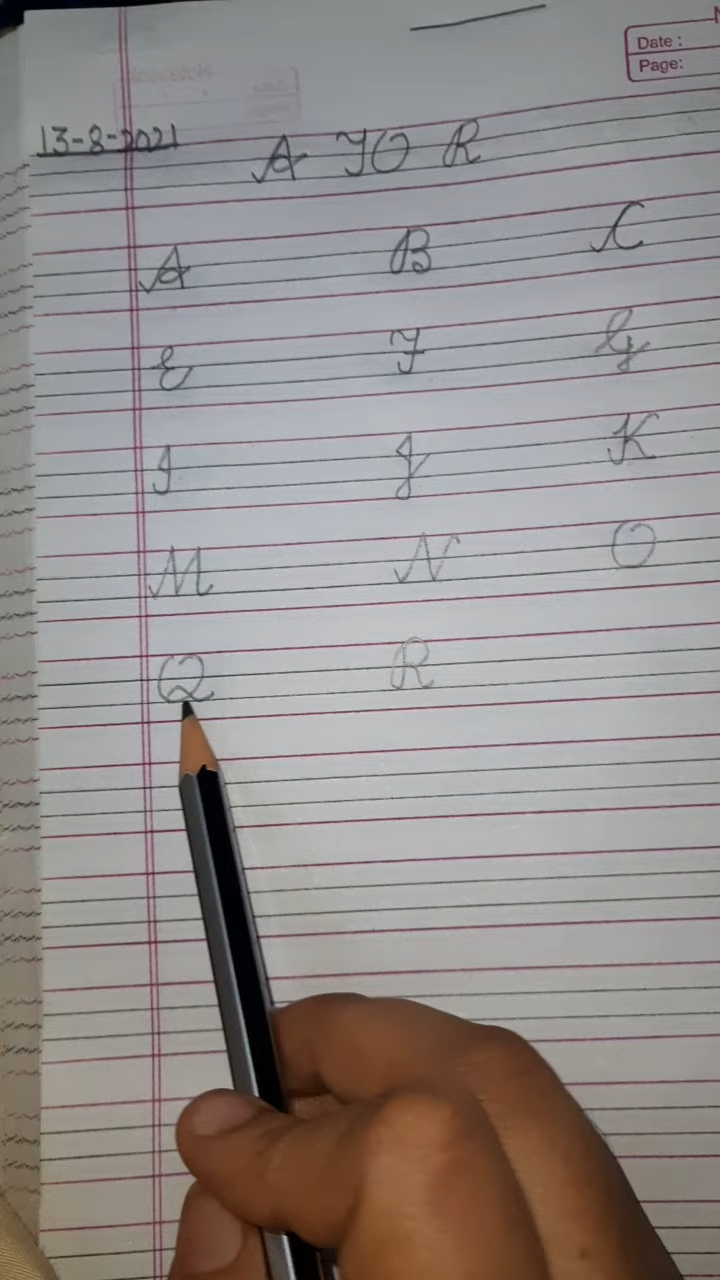 Date :
Page:
13-8-2021
A TO R
A B C
E F G
I J K
M N O
Q R